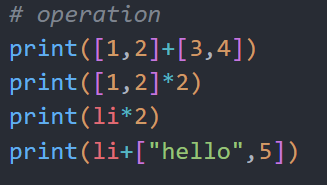 # operation
print([1,2]+[3,4])
print([1,2]*2)
print(li*2)
print(li+["hello",5])